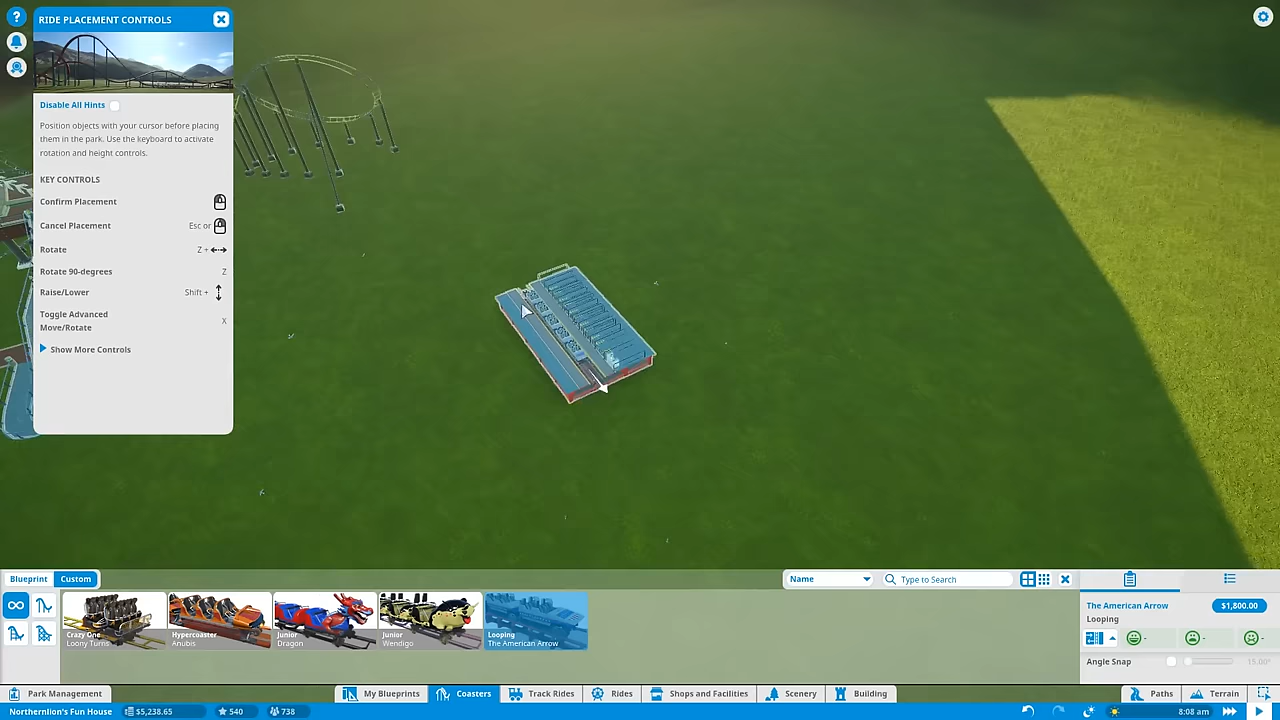 RIDE PLACEMENT CONTROLS
Disable All Hints
Position objects with your cursor before placing
them in the park. Use the keyboard to activate
rotation and height controls.
KEY CONTROLS
Confirm Placement
Cancel Placement Esc or
Rotate Z +
Rotate 90-degrees Z
Raise/Lower Shift +
Toggle Advanced
Move/Rotate X
Show More Controls
Blueprint Custom
Name Type to Search
Crazy One
Loony Turns
Hypercoaster
Anubis
Junior
Dragon
Junior
Wendigo
Looping
The American Arrow
The American Arrow $1,800.00
Looping
- - -
Angle Snap 15.00°
Park Management My Blueprints Coasters Track Rides Rides Shops and Facilities Scenery Building Paths Terrain
Northernlion's Fun House $5,238.65 540 738 8:08 am